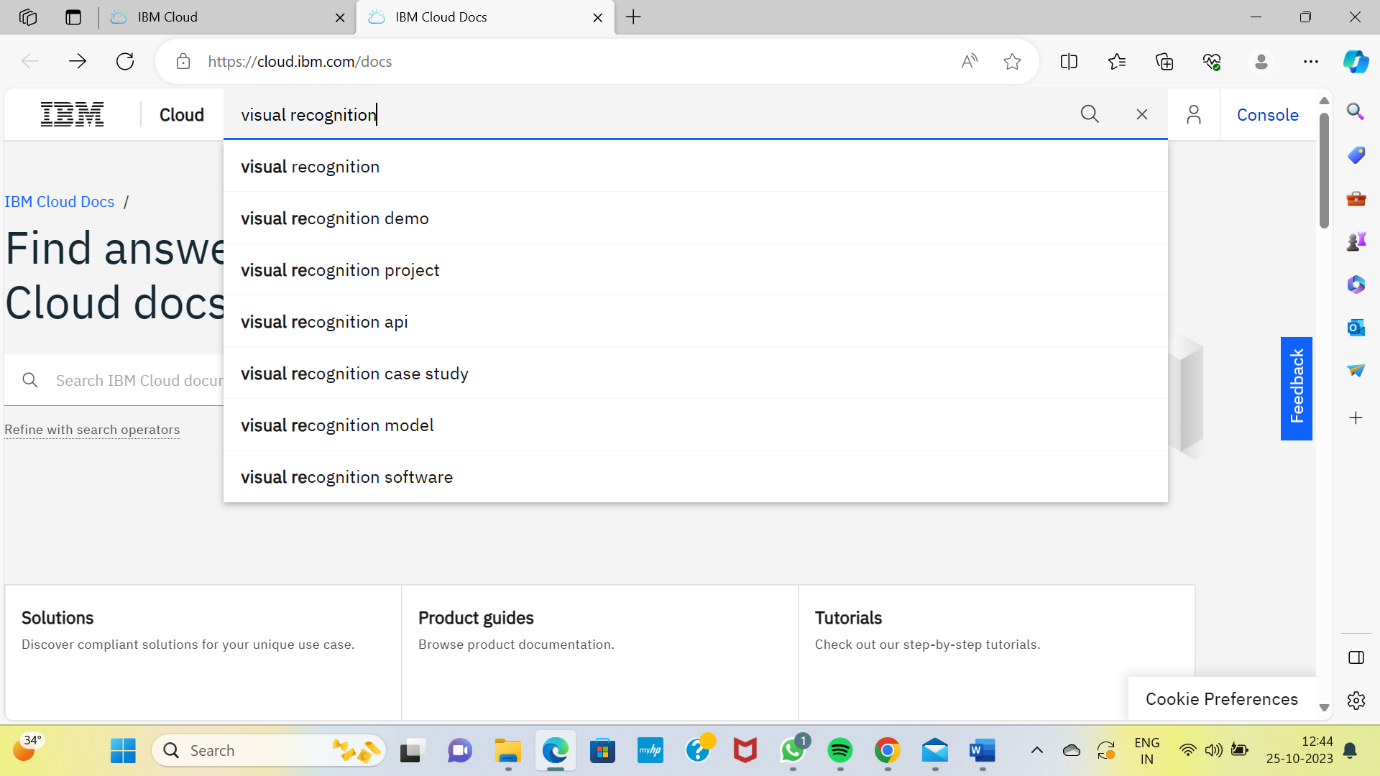 IBM Cloud
IBM Cloud Docs
https://cloud.ibm.com/docs
IBM
Cloud
visual recognition
Console
visual recognition
visual recognition demo
visual recognition project
visual recognition api
visual recognition case study
visual recognition model
visual recognition software
IBM Cloud Docs /
Find answe
Cloud docs
Search IBM Cloud docur
Refine with search operators
Feedback
Solutions
Discover compliant solutions for your unique use case.
Product guides
Browse product documentation.
Tutorials
Check out our step-by-step tutorials.
Cookie Preferences
34°
Search
myhp
1
ENG
IN
12:44
25-10-2023